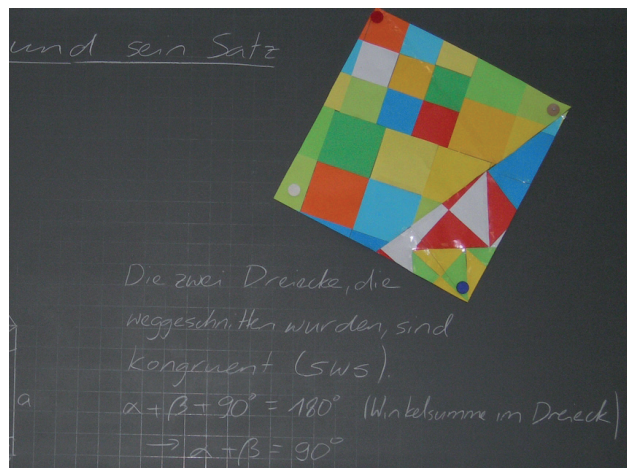 und sein Satz
Die zwei Dreiecke, die
weggeschnitten wurden, sind
kongruent (sws).
a
α + β + 90° = 180° (Winkelsumme im Dreieck)
→ α + β = 90°